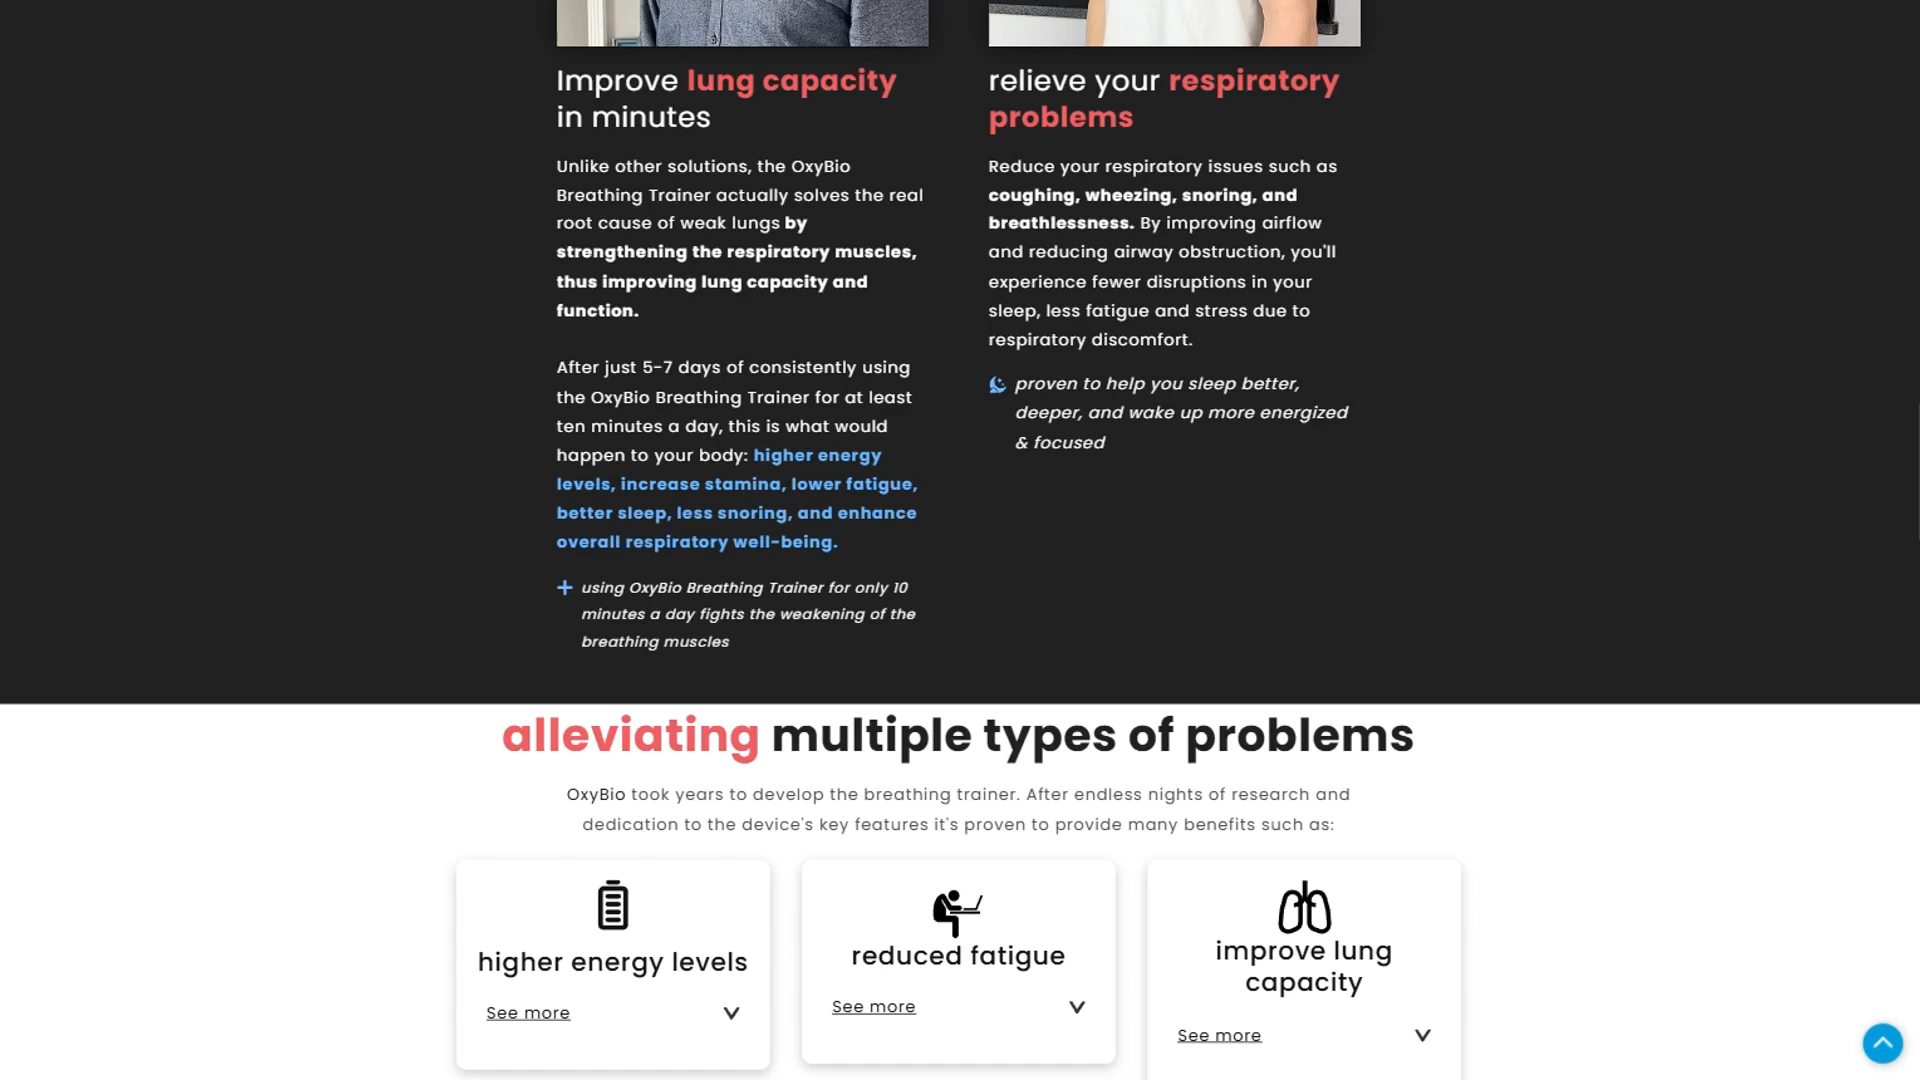 Improve lung capacity
in minutes
Unlike other solutions, the OxyBio
Breathing Trainer actually solves the real
root cause of weak lungs by
strengthening the respiratory muscles,
thus improving lung capacity and
function.
After just 5-7 days of consistently using
the OxyBio Breathing Trainer for at least
ten minutes a day, this is what would
happen to your body: higher energy
levels, increase stamina, lower fatigue,
better sleep, less snoring, and enhance
overall respiratory well-being.
using OxyBio Breathing Trainer for only 10
minutes a day fights the weakening of the
breathing muscles
relieve your respiratory
problems
Reduce your respiratory issues such as
coughing, wheezing, snoring, and
breathlessness. By improving airflow
and reducing airway obstruction, you'll
experience fewer disruptions in your
sleep, less fatigue and stress due to
respiratory discomfort.
proven to help you sleep better,
deeper, and wake up more energized
& focused
alleviating multiple types of problems
OxyBio took years to develop the breathing trainer. After endless nights of research and
dedication to the device's key features it's proven to provide many benefits such as:
higher energy levels
See more
reduced fatigue
See more
improve lung
capacity
See more